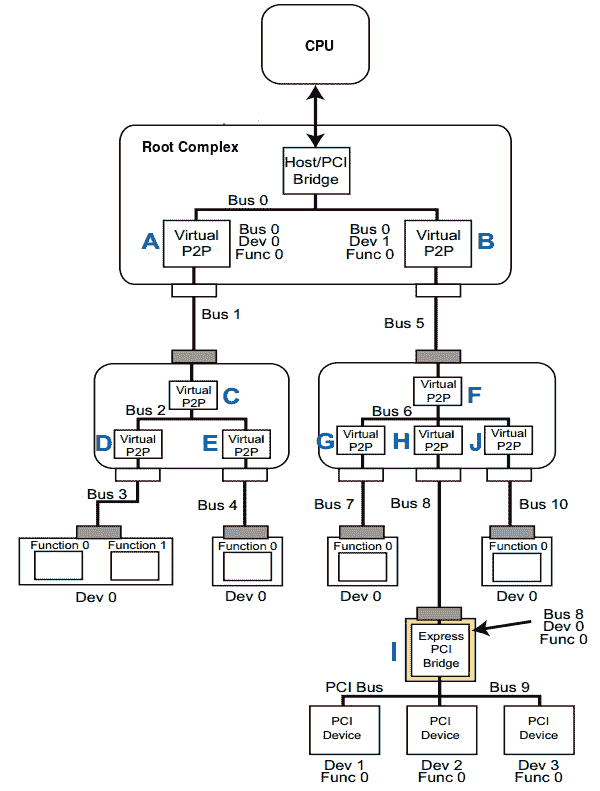 CPU
Root Complex
Host/PCI
Bridge
Bus 0
A
Virtual
P2P
Bus 0
Dev 0
Func 0
Bus 0
Dev 1
Func 0
Virtual
P2P
B
Bus 1
Bus 5
Virtual
P2P
C
Bus 2
D
Virtual
P2P
E
Virtual
P2P
Virtual
P2P
F
Bus 6
G
Virtual
P2P
H
Virtual
P2P
J
Virtual
P2P
Bus 3
Bus 4
Bus 7
Bus 8
Bus 10
Function 0
Function 1
Dev 0
Function 0
Dev 0
Function 0
Dev 0
Function 0
Dev 0
Bus 8
Dev 0
Func 0
I
Express
PCI
Bridge
PCI Bus
Bus 9
PCI
Device
Dev 1
Func 0
PCI
Device
Dev 2
Func 0
PCI
Device
Dev 3
Func 0